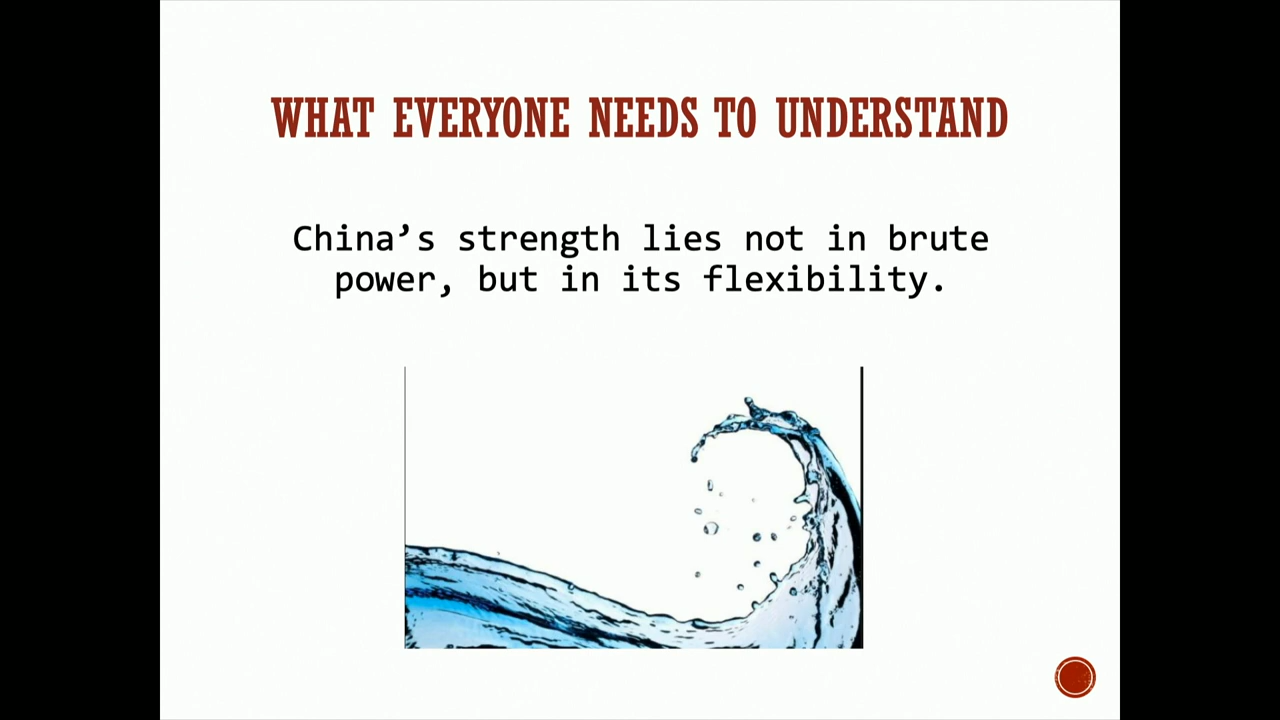 WHAT EVERYONE NEEDS TO UNDERSTAND
China’s strength lies not in brute
power, but in its flexibility.